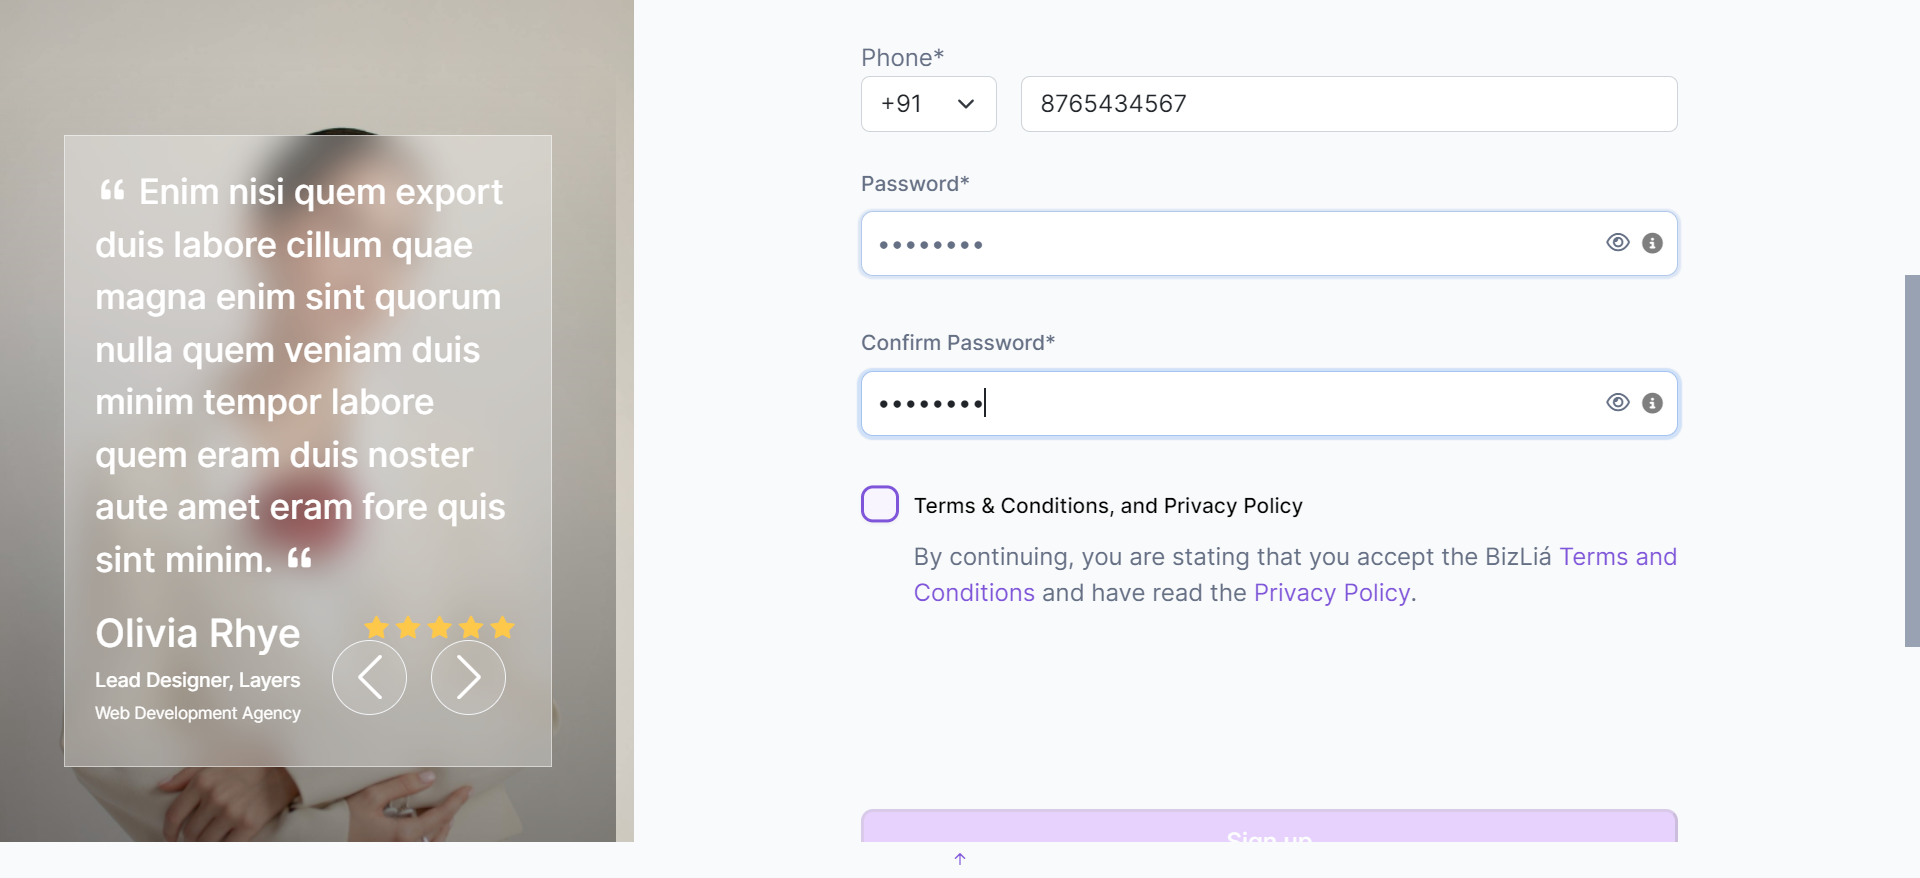 “ Enim nisi quem export
duis labore cillum quae
magna enim sint quorum
nulla quem veniam duis
minim tempor labore
quem eram duis noster
aute amet eram fore quis
sint minim. “
Olivia Rhye
Lead Designer, Layers
Web Development Agency
Phone*
+91
8765434567
Password*
••••••••
Confirm Password*
••••••••
Terms & Conditions, and Privacy Policy
By continuing, you are stating that you accept the BizLiá Terms and
Conditions and have read the Privacy Policy.
Sign up